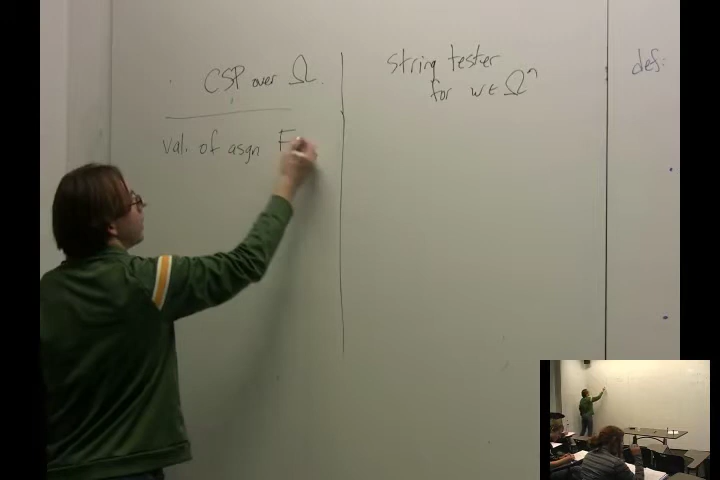 CSP over Ω
val. of asgn F
string tester
for w ∈ Ωⁿ
def: